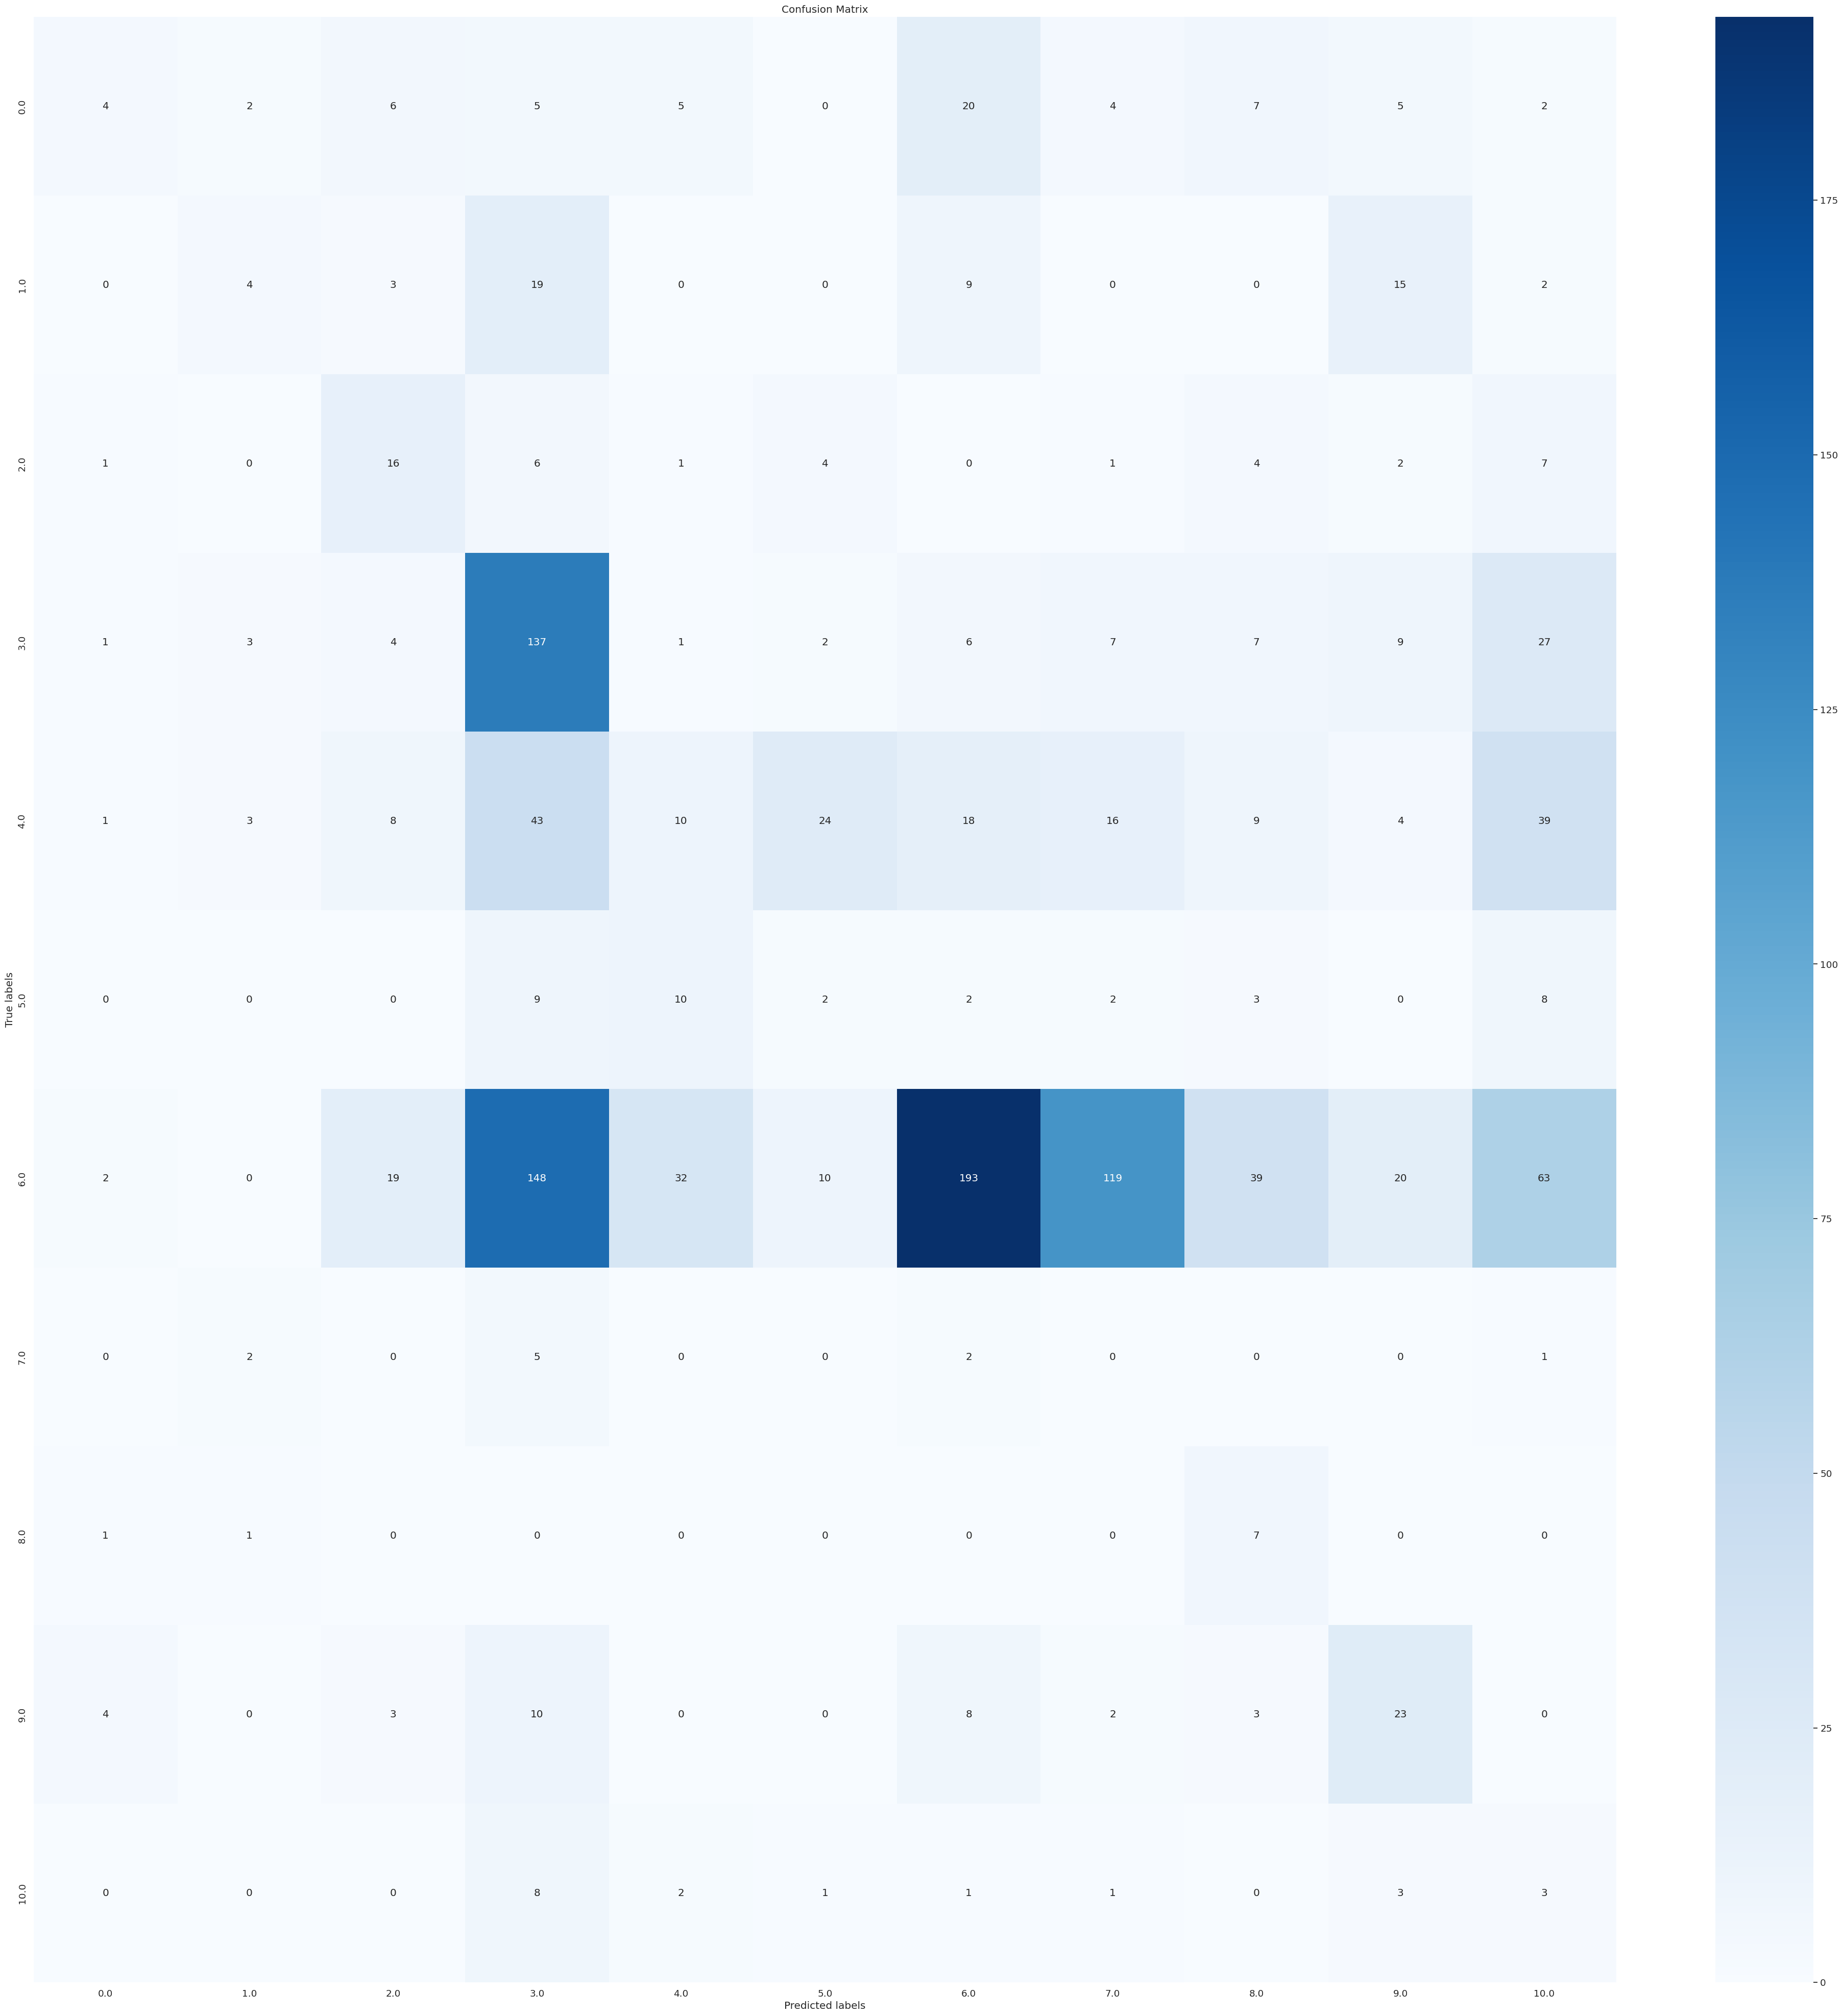 Confusion Matrix
0.0 4 2 6 5 5 0 20 4 7 5 2
1.0 0 4 3 19 0 0 9 0 0 15 2
2.0 1 0 16 6 1 4 0 1 4 2 7
3.0 1 3 4 137 1 2 6 7 7 9 27
4.0 1 3 8 43 10 24 18 16 9 4 39
5.0 0 0 0 9 10 2 2 2 3 0 8
6.0 2 0 19 148 32 10 193 119 39 20 63
7.0 0 2 0 5 0 0 2 0 0 0 1
8.0 1 1 0 0 0 0 0 0 7 0 0
9.0 4 0 3 10 0 0 8 2 3 23 0
10.0 0 0 0 8 2 1 1 1 0 3 3
0.0 1.0 2.0 3.0 4.0 5.0 6.0 7.0 8.0 9.0 10.0
Predicted labels
True labels
175
150
125
100
75
50
25
0